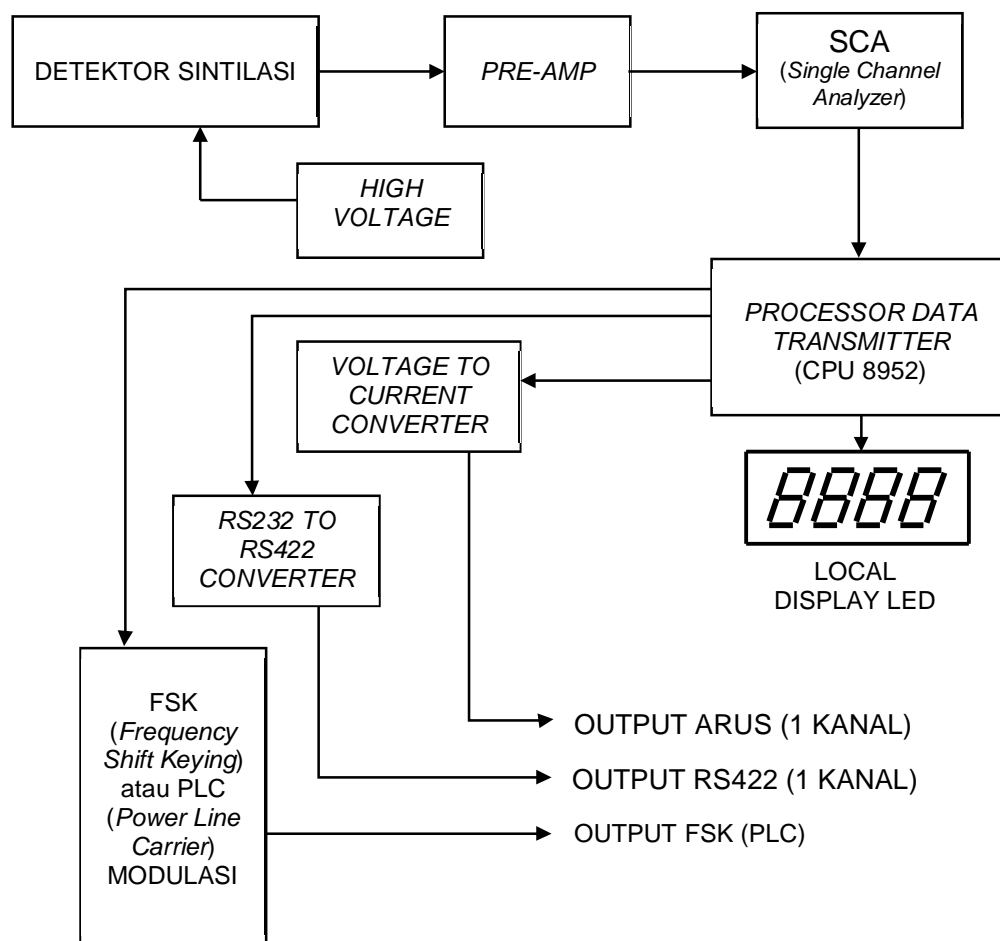 DETEKTOR SINTILASI
PRE-AMP
SCA
(Single Channel
Analyzer)
HIGH
VOLTAGE
PROCESSOR DATA
TRANSMITTER
(CPU 8952)
VOLTAGE TO
CURRENT
CONVERTER
8888
LOCAL
DISPLAY LED
RS232 TO
RS422
CONVERTER
FSK
(Frequency
Shift Keying)
atau PLC
(Power Line
Carrier)
MODULASI
OUTPUT ARUS (1 KANAL)
OUTPUT RS422 (1 KANAL)
OUTPUT FSK (PLC)